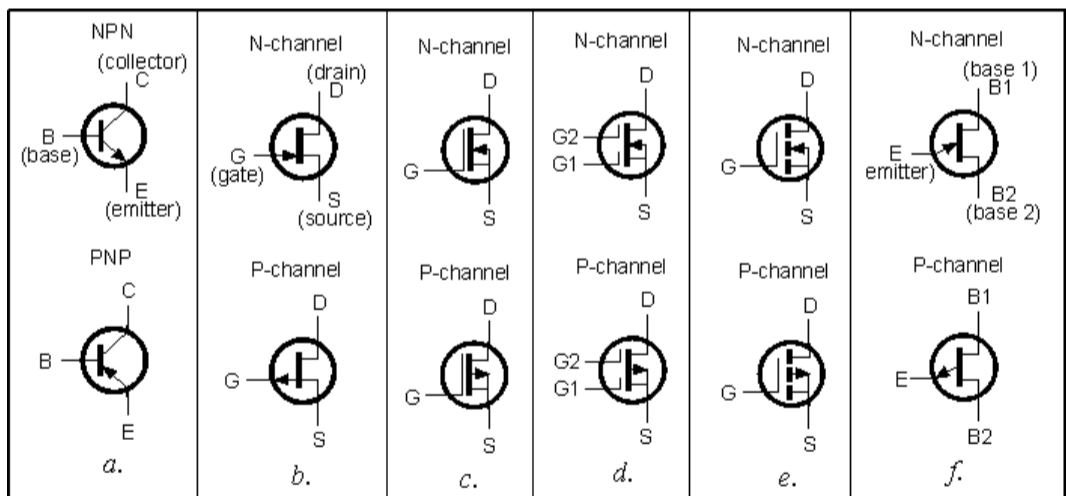 NPN
(collector)
C
B
(base)
E
(emitter)
PNP
C
B
E
a.
N-channel
(drain)
D
G
(gate)
S
(source)
P-channel
D
G
S
b.
N-channel
D
G
S
P-channel
D
G
S
c.
N-channel
D
G2
G1
S
P-channel
D
G2
G1
S
d.
N-channel
D
G
S
P-channel
D
G
S
e.
N-channel
(base 1)
B1
E
emitter)
B2
(base 2)
P-channel
B1
E
B2
f.